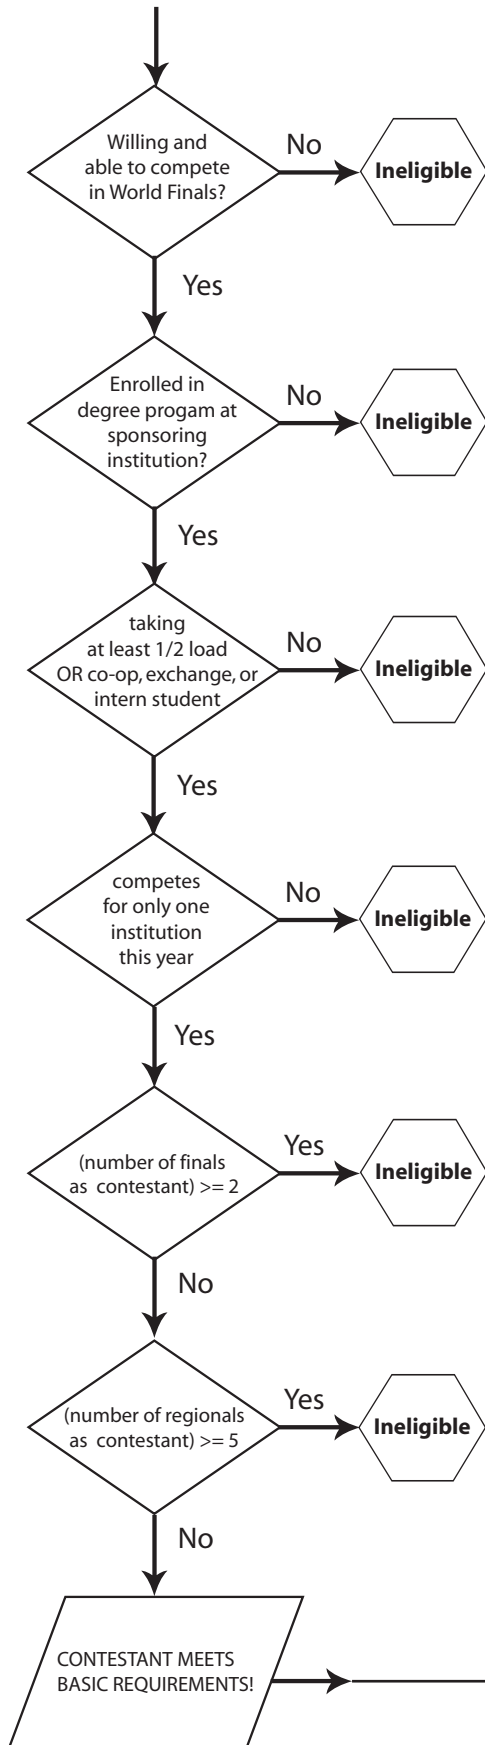 Willing and
able to compete
in World Finals?
No
Ineligible
Yes
Enrolled in
degree progam at
sponsoring
institution?
No
Ineligible
Yes
taking
at least 1/2 load
OR co-op, exchange, or
intern student
No
Ineligible
Yes
competes
for only one
institution
this year
No
Ineligible
Yes
(number of finals
as contestant) >= 2
Yes
Ineligible
No
(number of regionals
as contestant) >= 5
Yes
Ineligible
No
CONTESTANT MEETS
BASIC REQUIREMENTS!